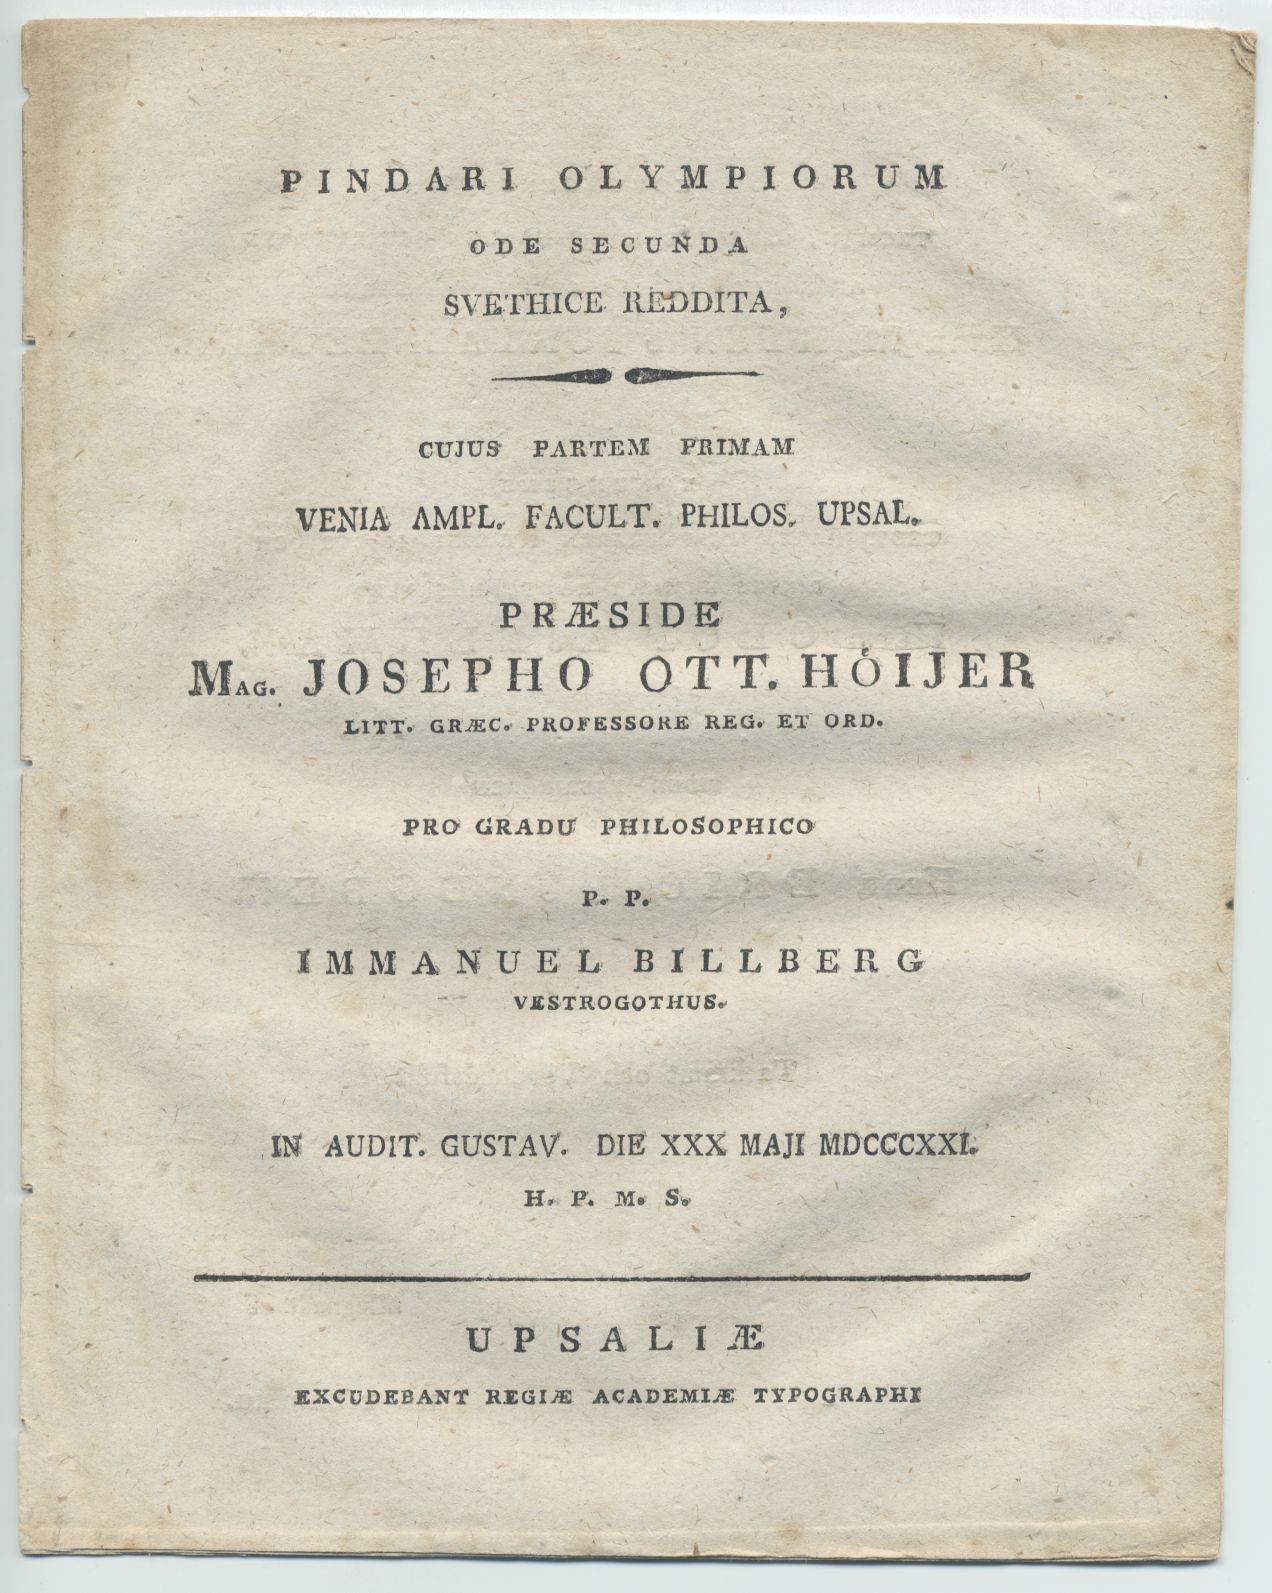 PINDARI OLYMPIORUM
ODE SECUNDA
SVETHICE REDDITA,
CUJUS PARTEM PRIMAM
VENIA AMPL. FACULT. PHILOS. UPSAL.
PRÆSIDE
MAG. JOSEPHO OTT. HÖIJER
LITT. GRÆC. PROFESSORE REG. ET ORD.
PRO GRADU PHILOSOPHICO
P. P.
IMMANUEL BILLBERG
VESTROGOTHUS.
IN AUDIT. GUSTAV. DIE XXX MAJI MDCCCXXI.
H. P. M. S.
UPSALIÆ
EXCUDEBANT REGIÆ ACADEMIÆ TYPOGRAPHI